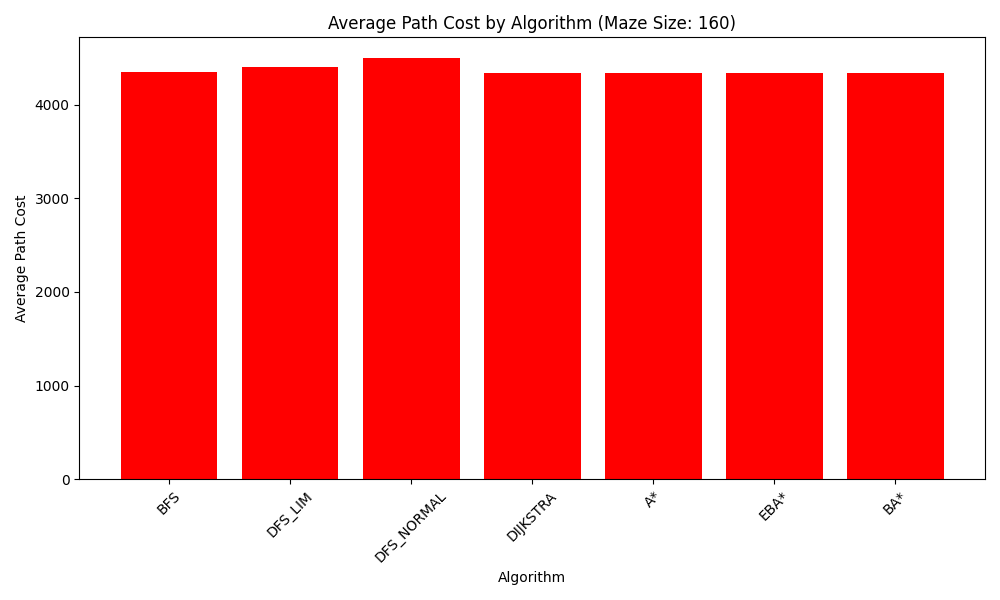 Average Path Cost by Algorithm (Maze Size: 160)
Average Path Cost
4000
3000
2000
1000
0
BFS
DFS_LIM
DFS_NORMAL
DIJKSTRA
A*
EBA*
BA*
Algorithm